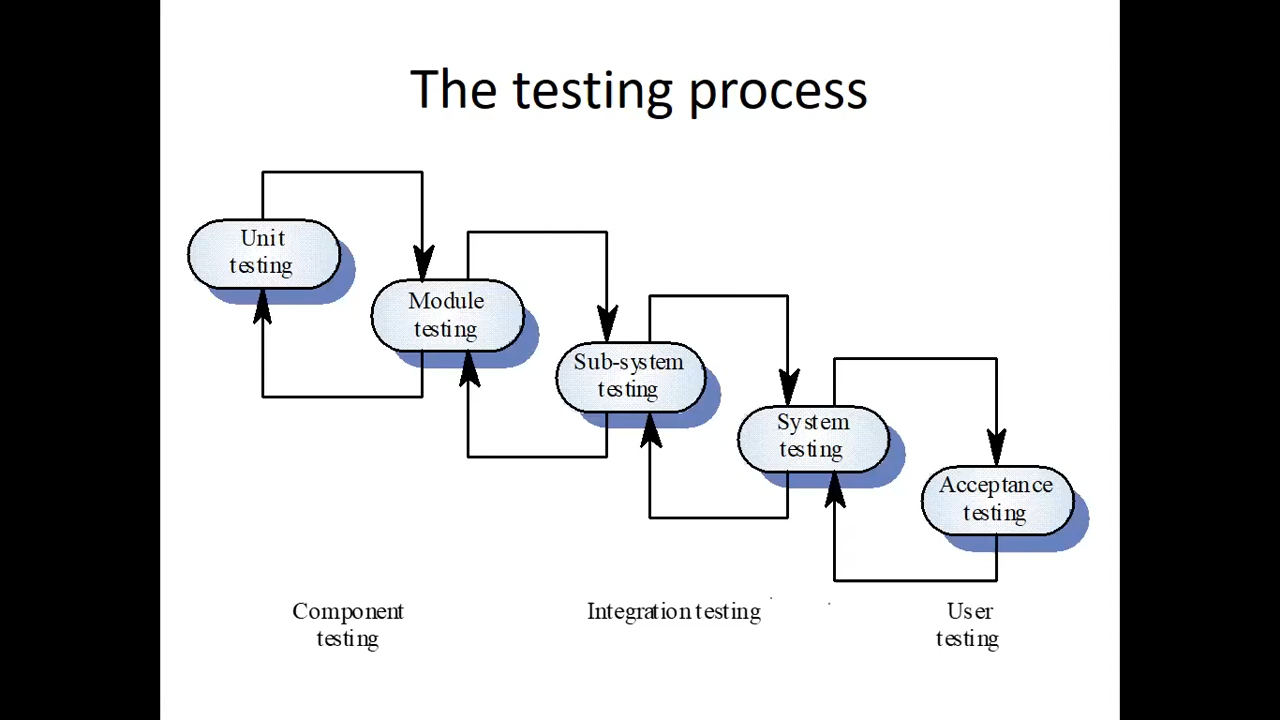 The testing process
Unit
testing
Module
testing
Sub-system
testing
System
testing
Acceptance
testing
Component
testing
Integration testing
User
testing